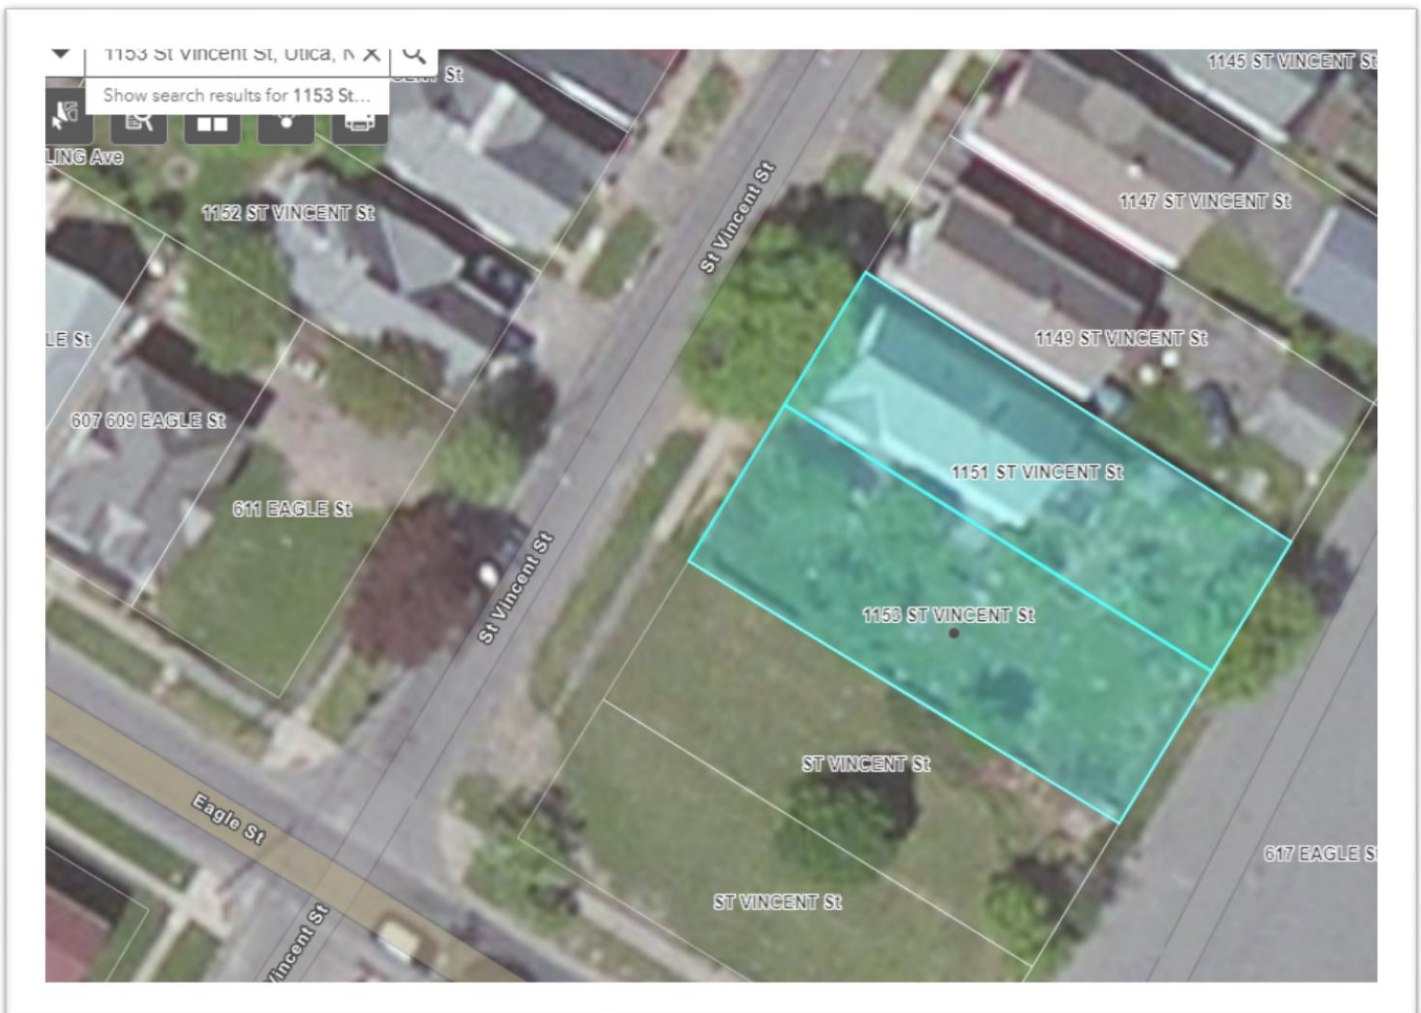 1153 St Vincent St, Utica, N
Show search results for 1153 St...
St
LING Ave
1145 ST VINCENT St
1152 ST VINCENT St
1147 ST VINCENT St
St Vincent St
LE St
1149 ST VINCENT St
607 609 EAGLE St
1151 ST VINCENT St
611 EAGLE St
St Vincent St
1153 ST VINCENT St
ST VINCENT St
Eagle St
617 EAGLE S
ST VINCENT St
Vincent St